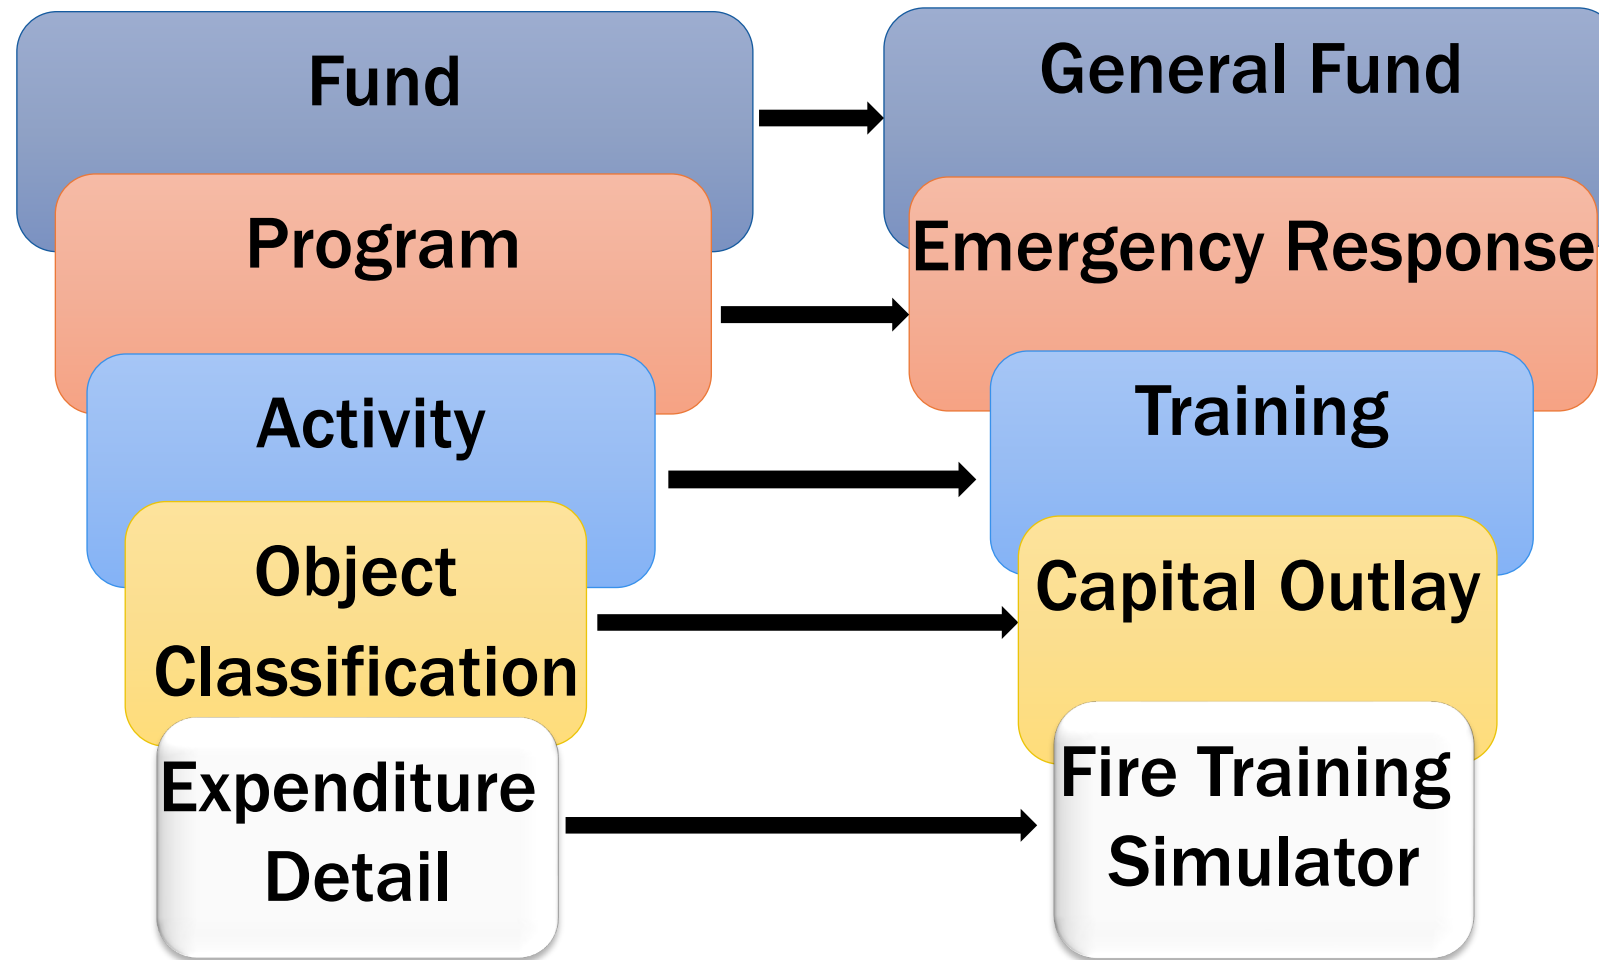 Fund
General Fund
Program
Emergency Response
Activity
Training
Object
Classification
Capital Outlay
Expenditure
Detail
Fire Training
Simulator